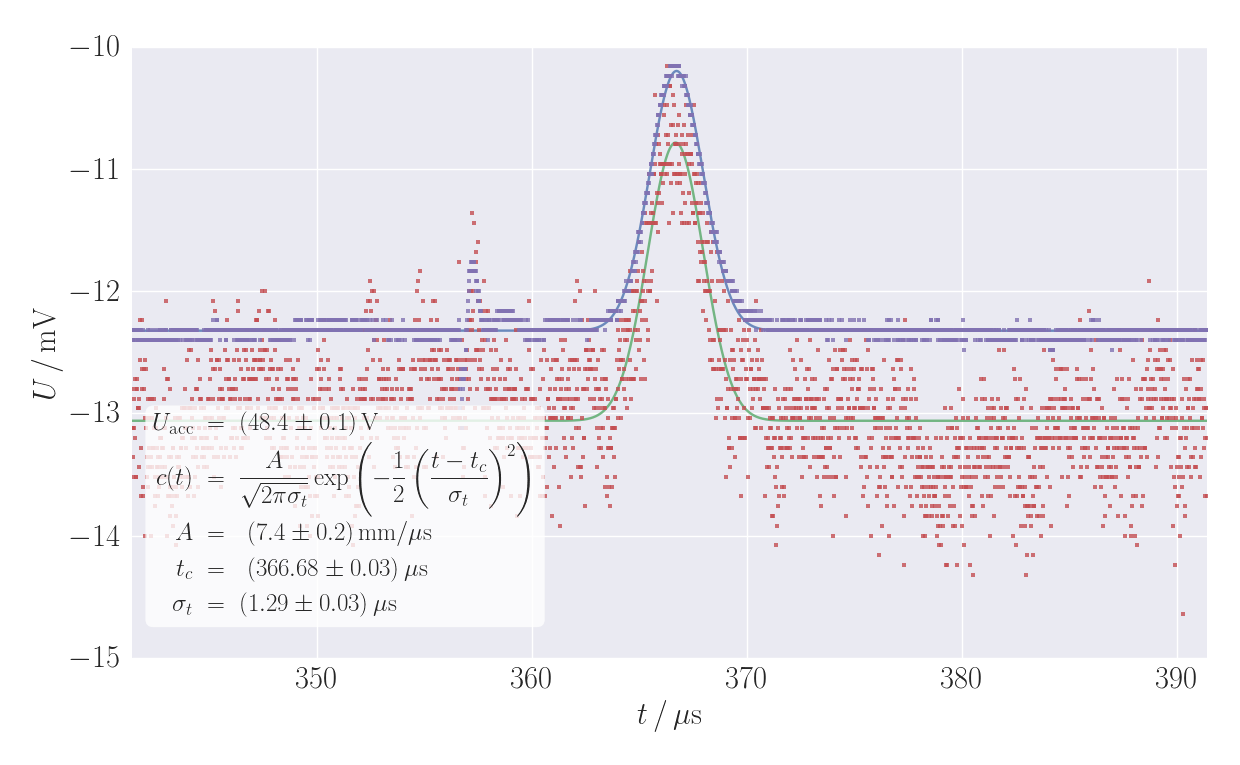 −10
−11
−12
−13
−14
−15
U / mV
U_acc = (48.4 ± 0.1) V
c(t) = A/√(2πσ_t) exp(−1/2 ((t − t_c)/σ_t)²)
A = (7.4 ± 0.2) mm/μs
t_c = (366.68 ± 0.03) μs
σ_t = (1.29 ± 0.03) μs
350 360 370 380 390
t / μs